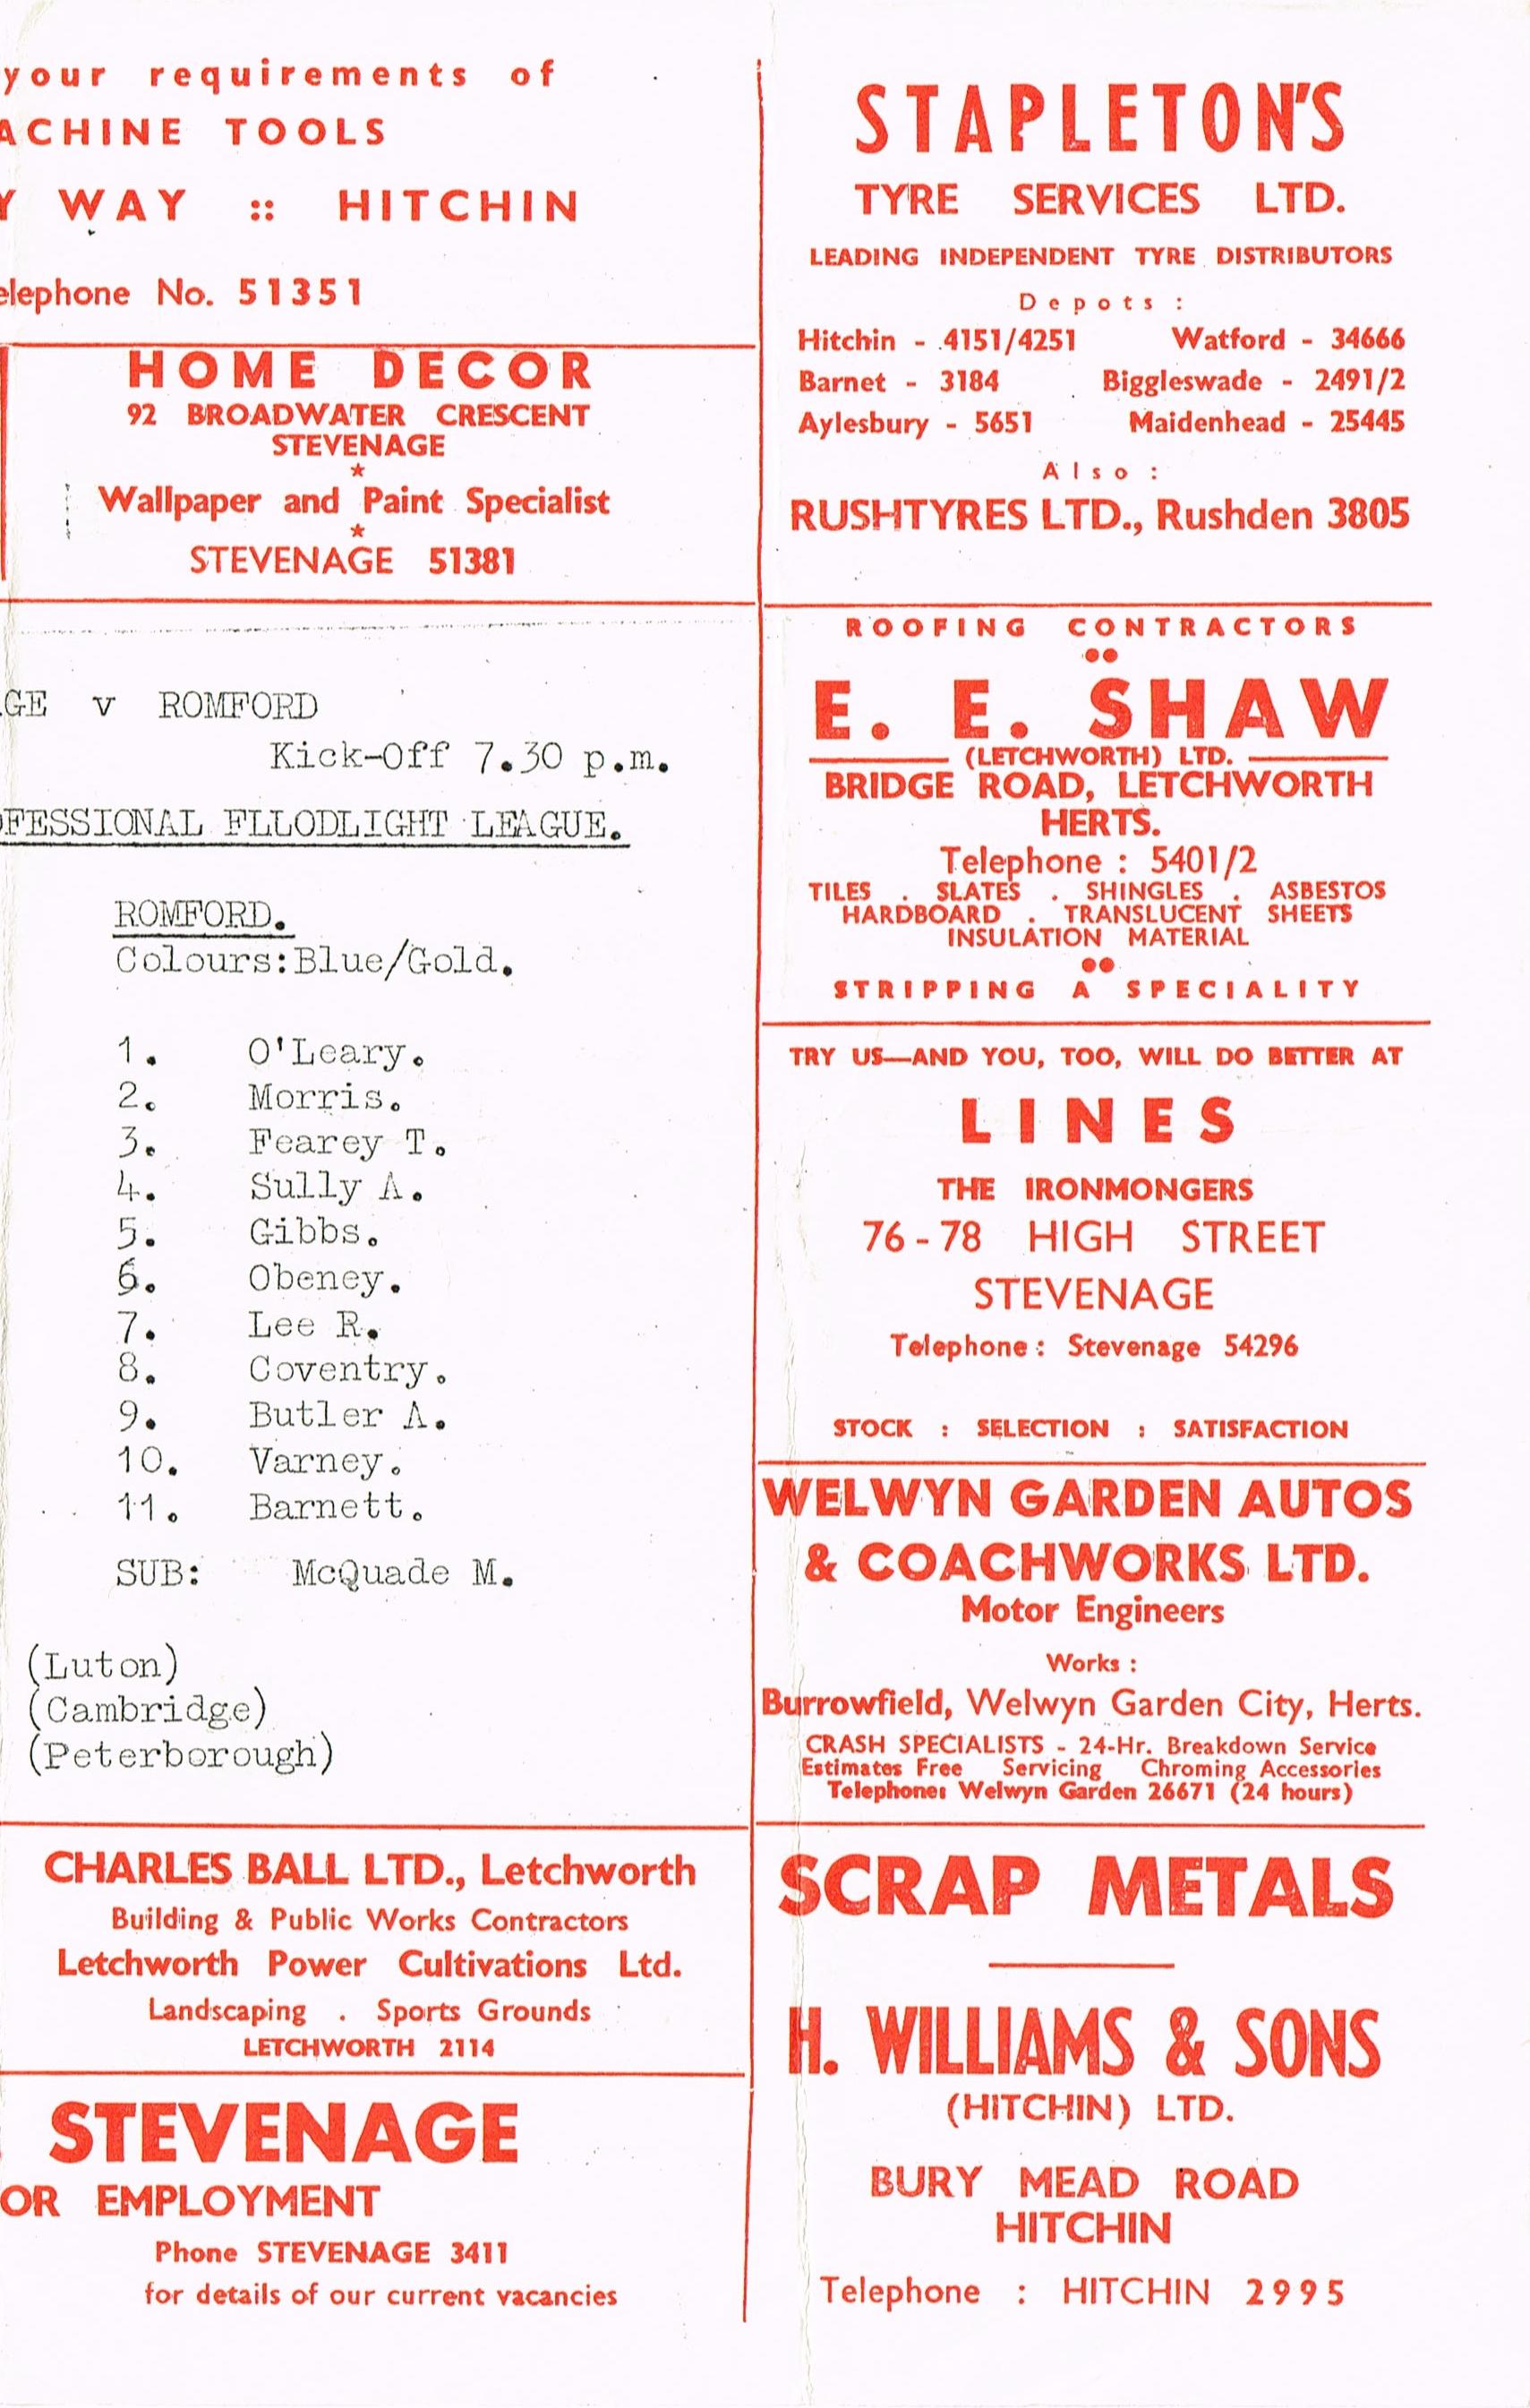 your requirements of
ACHINE TOOLS
Y WAY :: HITCHIN
elephone No. 51351
HOME DECOR
92 BROADWATER CRESCENT
STEVENAGE
★
Wallpaper and Paint Specialist
★
STEVENAGE 51381
GE v ROMFORD
Kick-Off 7.30 p.m.
OFESSIONAL FLLODLIGHT LEAGUE.
ROMFORD.
Colours:Blue/Gold.
1. O'Leary.
2. Morris.
3. Fearey T.
4. Sully A.
5. Gibbs.
6. Obeney.
7. Lee R.
8. Coventry.
9. Butler A.
10. Varney.
11. Barnett.
SUB: McQuade M.
(Luton)
(Cambridge)
(Peterborough)
CHARLES BALL LTD., Letchworth
Building & Public Works Contractors
Letchworth Power Cultivations Ltd.
Landscaping . Sports Grounds
LETCHWORTH 2114
STEVENAGE
OR EMPLOYMENT
Phone STEVENAGE 3411
for details of our current vacancies
STAPLETON'S
TYRE SERVICES LTD.
LEADING INDEPENDENT TYRE DISTRIBUTORS
Depots :
Hitchin - 4151/4251 Watford - 34666
Barnet - 3184 Biggleswade - 2491/2
Aylesbury - 5651 Maidenhead - 25445
Also :
RUSHTYRES LTD., Rushden 3805
ROOFING CONTRACTORS
E. E. SHAW
(LETCHWORTH) LTD.
BRIDGE ROAD, LETCHWORTH
HERTS.
Telephone : 5401/2
TILES . SLATES . SHINGLES . ASBESTOS
HARDBOARD . TRANSLUCENT SHEETS
INSULATION MATERIAL
STRIPPING A SPECIALITY
TRY US—AND YOU, TOO, WILL DO BETTER AT
LINES
THE IRONMONGERS
76 - 78 HIGH STREET
STEVENAGE
Telephone : Stevenage 54296
STOCK : SELECTION : SATISFACTION
WELWYN GARDEN AUTOS
& COACHWORKS LTD.
Motor Engineers
Works :
Burrowfield, Welwyn Garden City, Herts.
CRASH SPECIALISTS - 24-Hr. Breakdown Service
Estimates Free Servicing Chroming Accessories
Telephone: Welwyn Garden 26671 (24 hours)
SCRAP METALS
H. WILLIAMS & SONS
(HITCHIN) LTD.
BURY MEAD ROAD
HITCHIN
Telephone : HITCHIN 2995